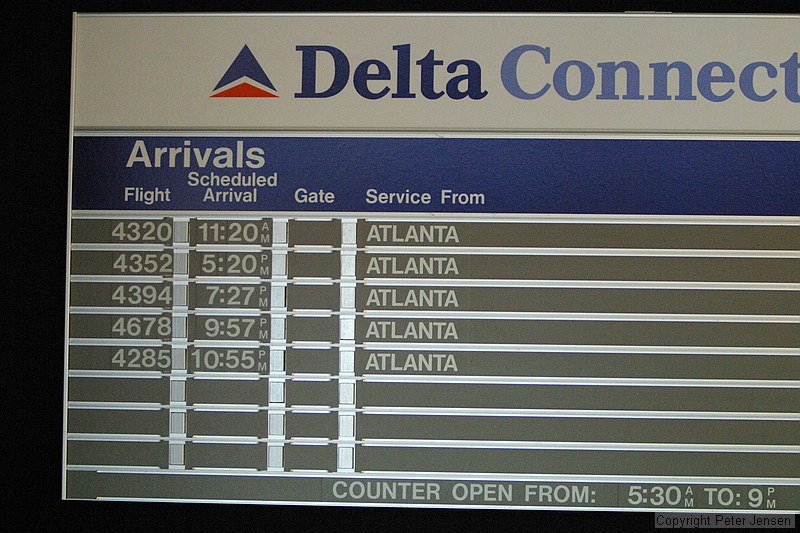 Delta Connect
Arrivals
Flight Scheduled Arrival Gate Service From
4320 11:20 AM ATLANTA
4352 5:20 PM ATLANTA
4394 7:27 PM ATLANTA
4678 9:57 PM ATLANTA
4285 10:55 PM ATLANTA
COUNTER OPEN FROM: 5:30 AM TO: 9 PM
Copyright Peter Jensen